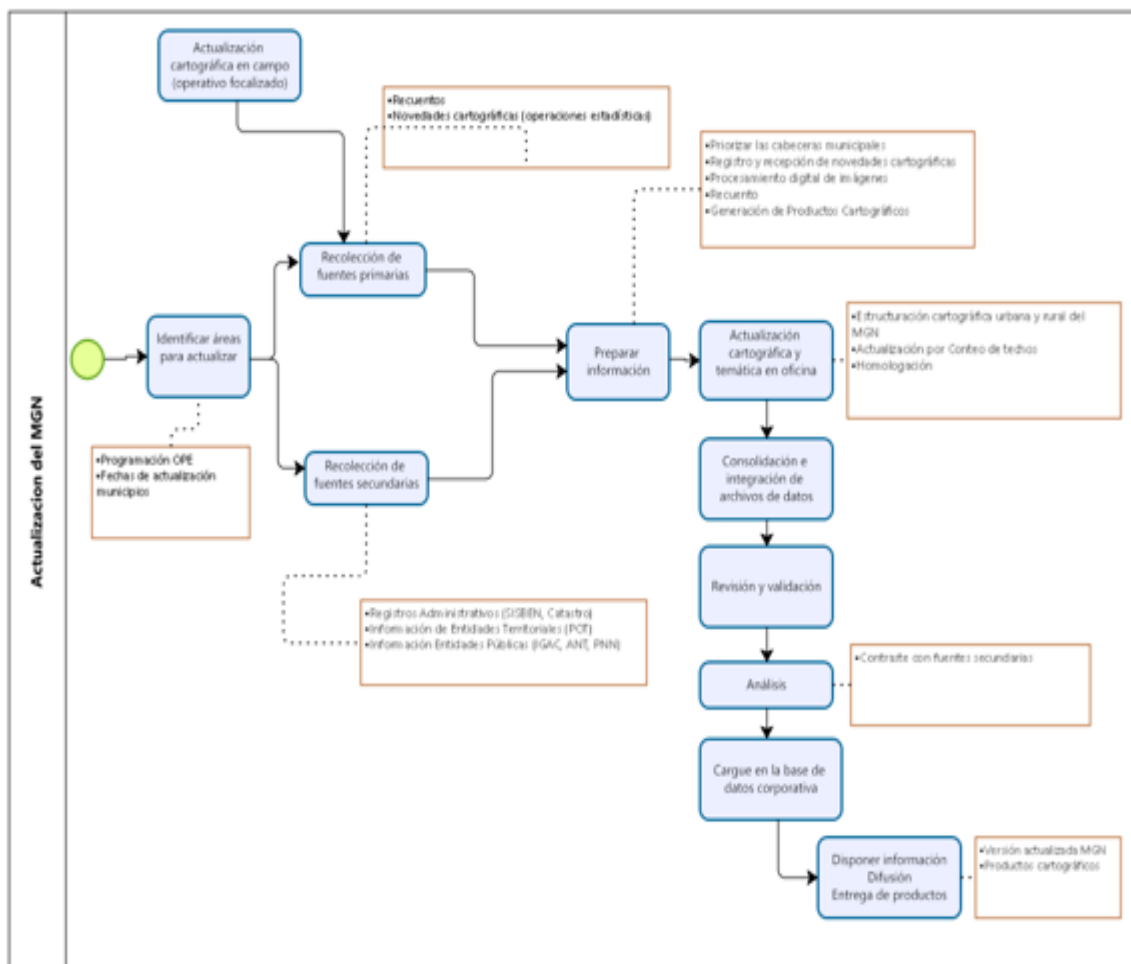 Actualizacion del MGN
Actualización
cartográfica en campo
(operativo focalizado)
•Recuentos
•Novedades cartográficas (operaciones estadísticas)
•Priorizar las cabeceras municipales
•Registro y recepción de novedades cartográficas
•Procesamiento digital de imágenes
•Recuento
•Generación de Productos Cartográficos
Recolección de
fuentes primarias
Identificar áreas
para actualizar
Preparar
información
Actualización
cartográfica y
temática en oficina
•Estructuración cartográfica urbana y rural del
MGN
•Actualización por Conteo de techos
•Homologación
•Programación OPE
•Fechas de actualización
municipios
Recolección de
fuentes secundarias
Consolidación e
integración de
archivos de datos
Revisión y validación
•Registros Administrativos (SISBEN, Catastro)
•Información de Entidades Territoriales (POT)
•Información Entidades Públicas (IGAC, ANT, PNN)
Análisis
•Contraste con fuentes secundarias
Cargue en la base de
datos corporativa
Disponer información
Difusión
Entrega de productos
•Versión actualizada MGN
•Productos cartográficos